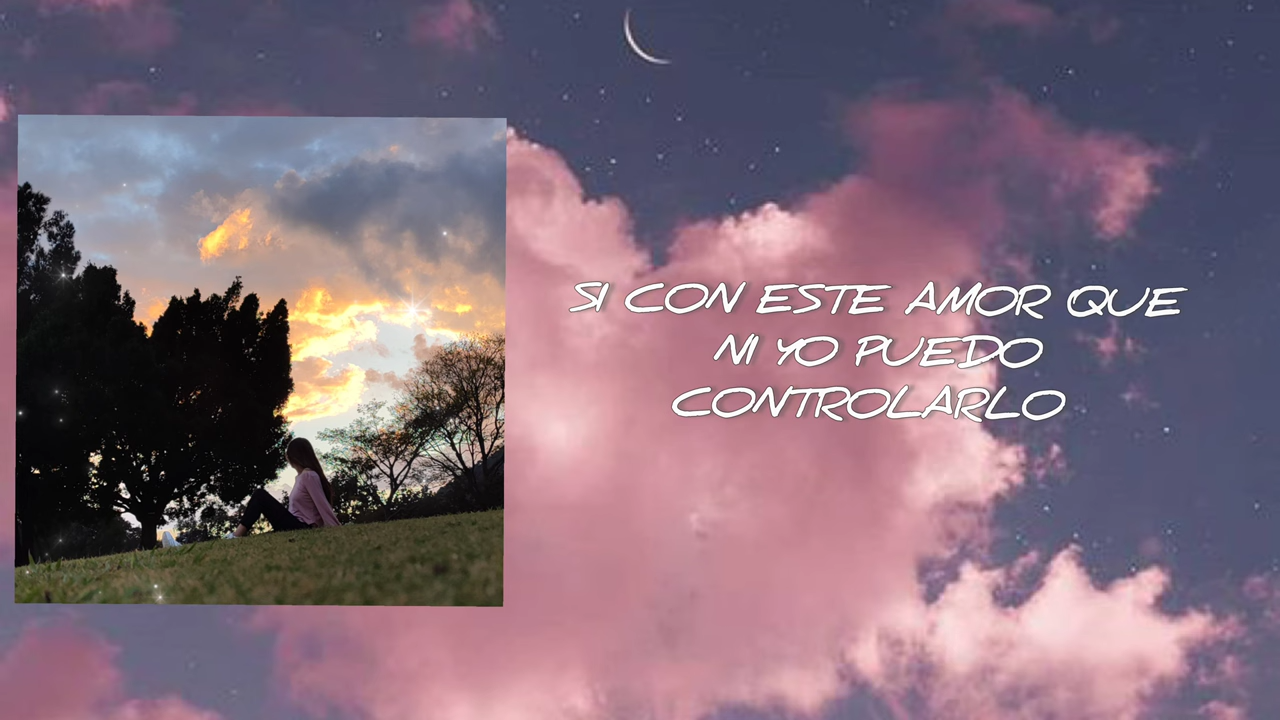 SI CON ESTE AMOR QUE
NI YO PUEDO
CONTROLARLO